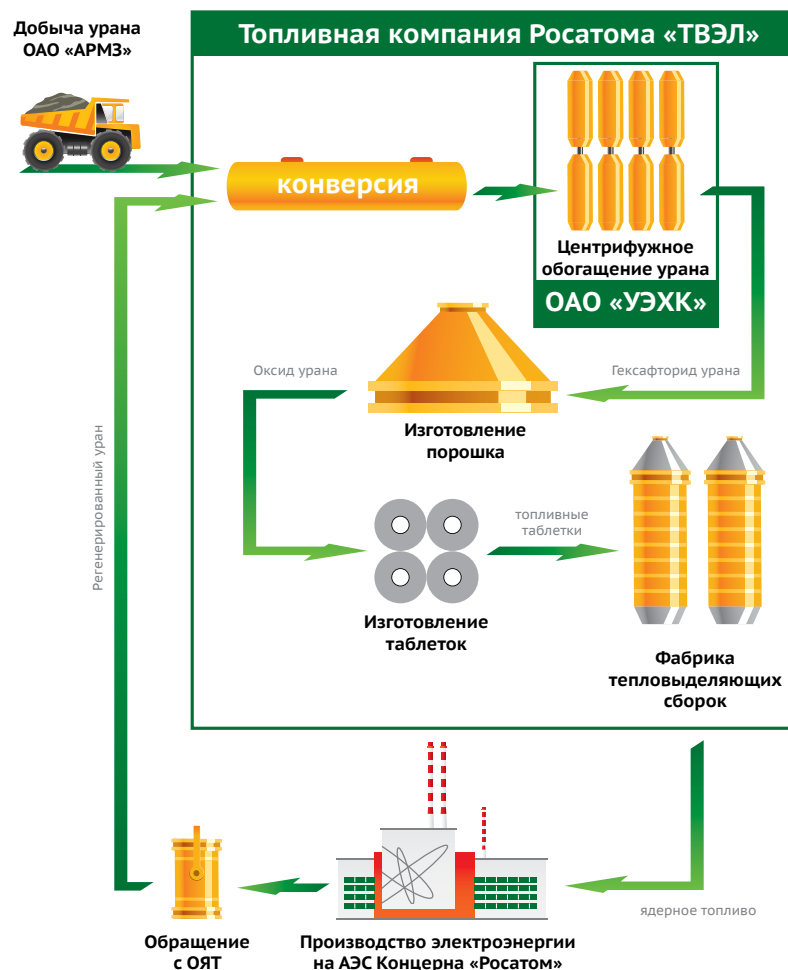 Добыча урана
ОАО «АРМЗ»
Топливная компания Росатома «ТВЭЛ»
конверсия
Центрифужное
обогащение урана
ОАО «УЭХК»
Оксид урана
Гексафторид урана
Изготовление
порошка
Регенерированный уран
топливные
таблетки
Изготовление
таблеток
Фабрика
тепловыделяющих
сборок
ядерное топливо
Обращение
с ОЯТ
Производство электроэнергии
на АЭС Концерна «Росатом»